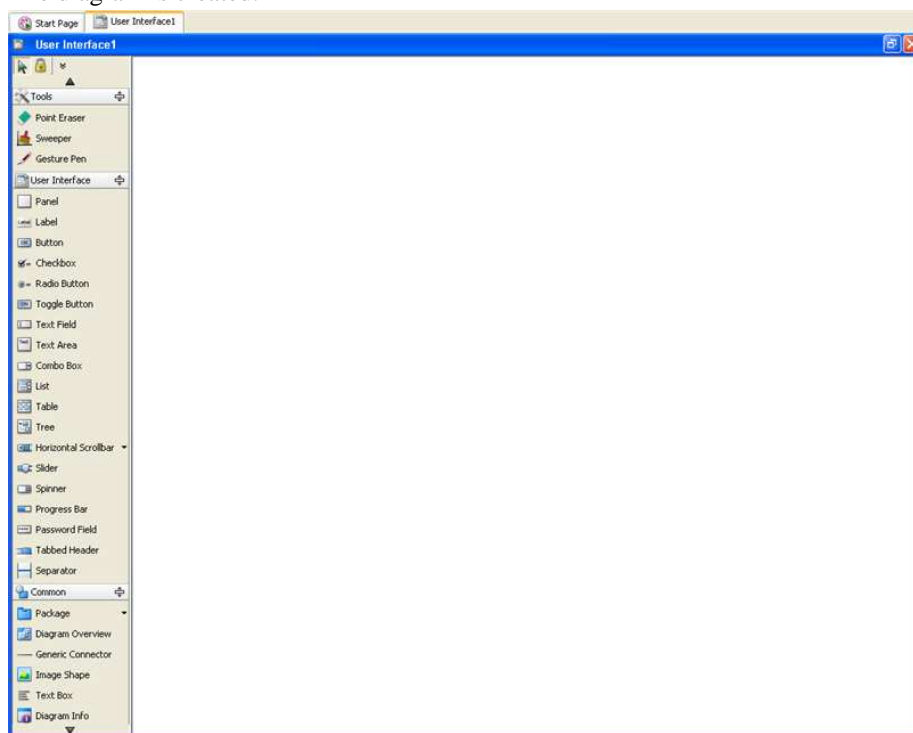 Start Page User Interface1
User Interface1
Tools
Point Eraser
Sweeper
Gesture Pen
User Interface
Panel
Label
Button
Checkbox
Radio Button
Toggle Button
Text Field
Text Area
Combo Box
List
Table
Tree
Horizontal Scrollbar
Slider
Spinner
Progress Bar
Password Field
Tabbed Header
Separator
Common
Package
Diagram Overview
Generic Connector
Image Shape
Text Box
Diagram Info